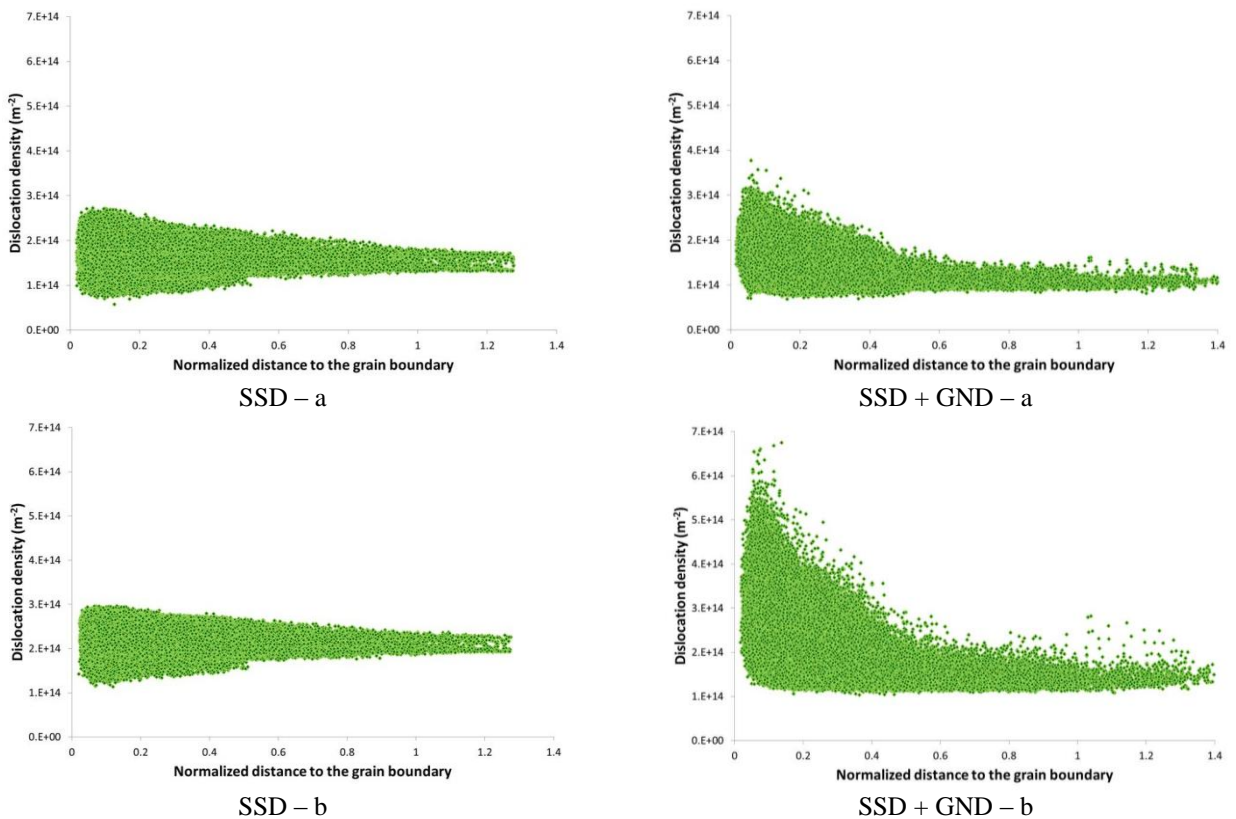 7.E+14
6.E+14
5.E+14
4.E+14
3.E+14
2.E+14
1.E+14
0.E+00
Dislocation density (m-2)
0 0.2 0.4 0.6 0.8 1 1.2 1.4
Normalized distance to the grain boundary
SSD – a
7.E+14
6.E+14
5.E+14
4.E+14
3.E+14
2.E+14
1.E+14
0.E+00
Dislocation density (m-2)
0 0.2 0.4 0.6 0.8 1 1.2 1.4
Normalized distance to the grain boundary
SSD + GND – a
7.E+14
6.E+14
5.E+14
4.E+14
3.E+14
2.E+14
1.E+14
0.E+00
Dislocation density (m-2)
0 0.2 0.4 0.6 0.8 1 1.2 1.4
Normalized distance to the grain boundary
SSD – b
7.E+14
6.E+14
5.E+14
4.E+14
3.E+14
2.E+14
1.E+14
0.E+00
Dislocation density (m-2)
0 0.2 0.4 0.6 0.8 1 1.2 1.4
Normalized distance to the grain boundary
SSD + GND – b